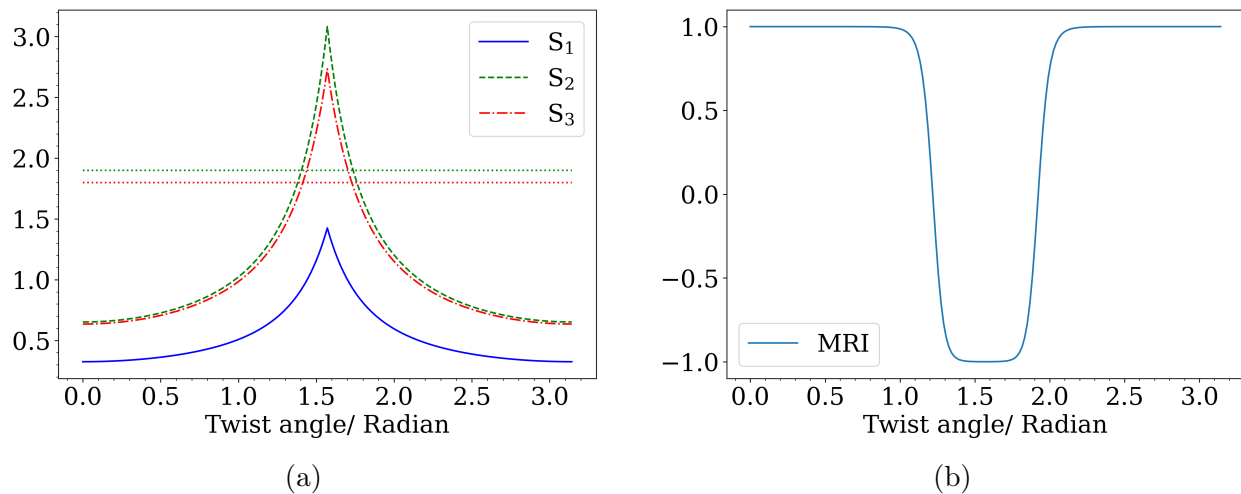 3.0
2.5
2.0
1.5
1.0
0.5
S₁
S₂
S₃
0.0 0.5 1.0 1.5 2.0 2.5 3.0
Twist angle/ Radian
(a)
1.0
0.5
0.0
−0.5
−1.0
MRI
0.0 0.5 1.0 1.5 2.0 2.5 3.0
Twist angle/ Radian
(b)